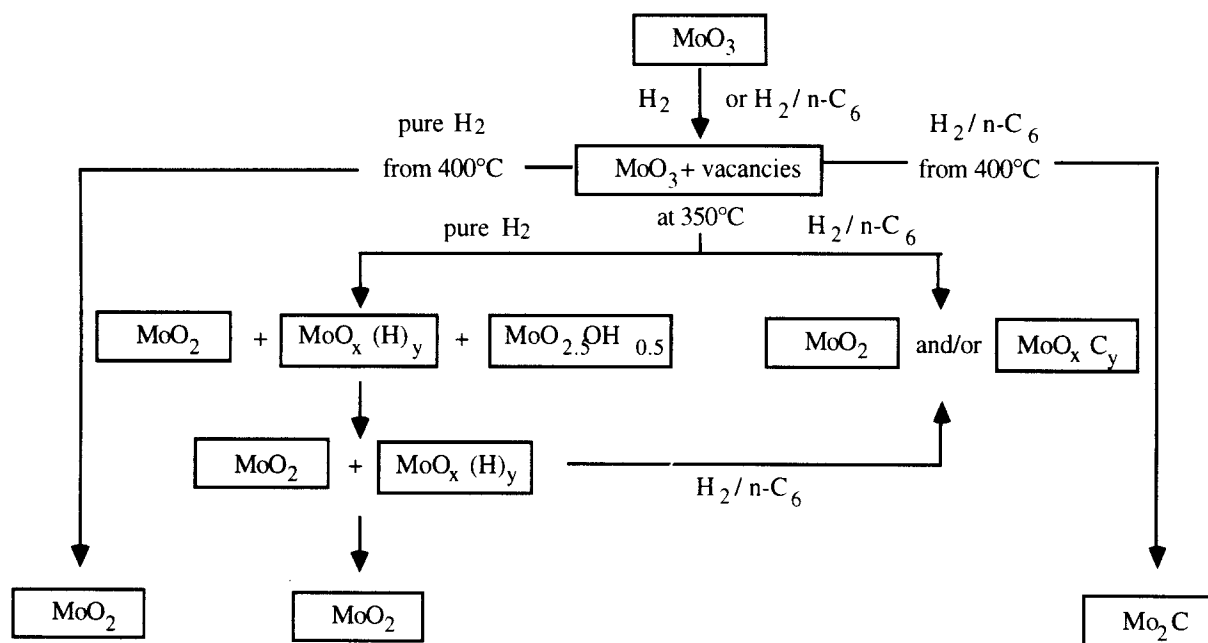 MoO₃
H₂ or H₂/n-C₆
pure H₂
from 400°C
MoO₃+ vacancies
H₂/n-C₆
from 400°C
at 350°C
pure H₂
H₂/n-C₆
MoO₂ + MoOₓ (H)y + MoO₂.₅OH ₀.₅
MoO₂ and/or MoOₓ Cy
MoO₂ + MoOₓ (H)y
H₂/n-C₆
MoO₂
MoO₂
Mo₂C